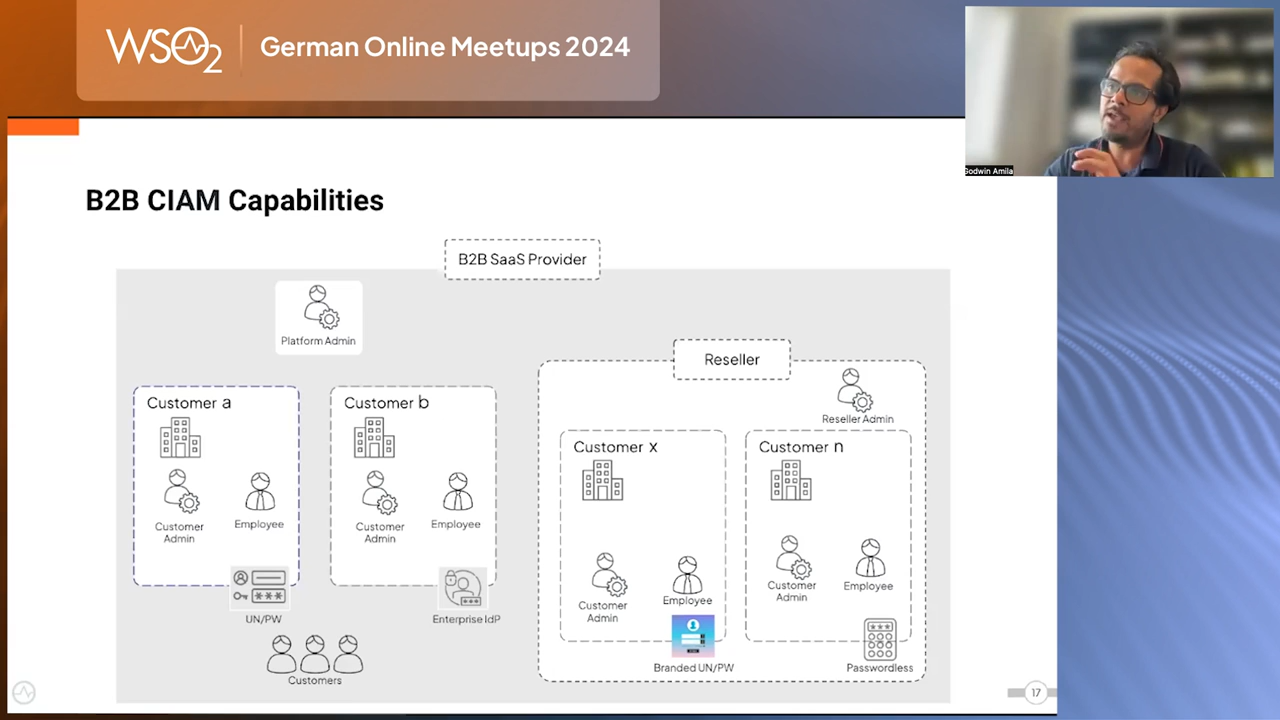 WSO2
German Online Meetups 2024
Godwin Amila
B2B CIAM Capabilities
B2B SaaS Provider
Platform Admin
Reseller
Reseller Admin
Customer a
Customer
Admin
Employee
UN/PW
Customer b
Customer
Admin
Employee
Enterprise IdP
Customers
Customer x
Customer
Admin
Employee
Branded UN/PW
Customer n
Customer
Admin
Employee
Passwordless
17